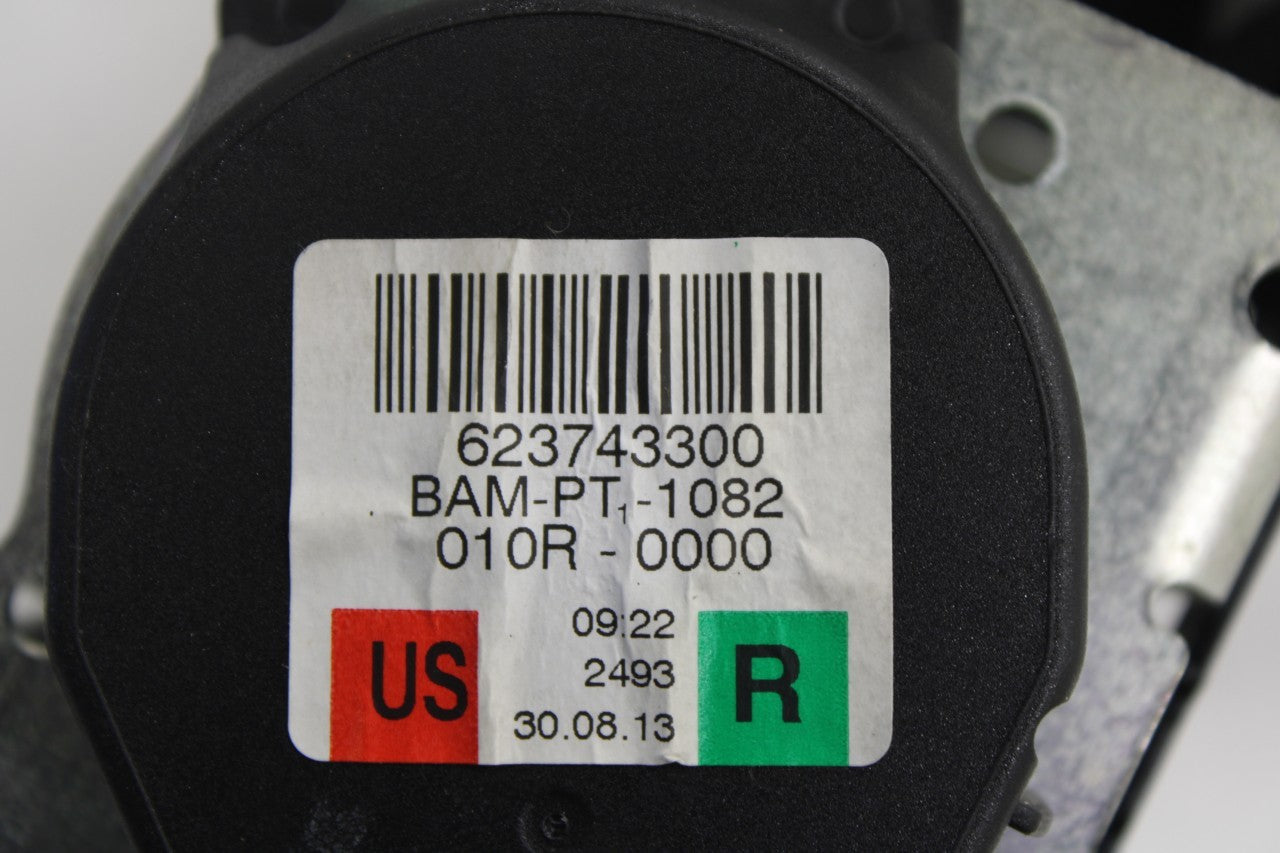 623743300
BAM-PT1-1082
010R - 0000
09:22
2493
30.08.13
US
R